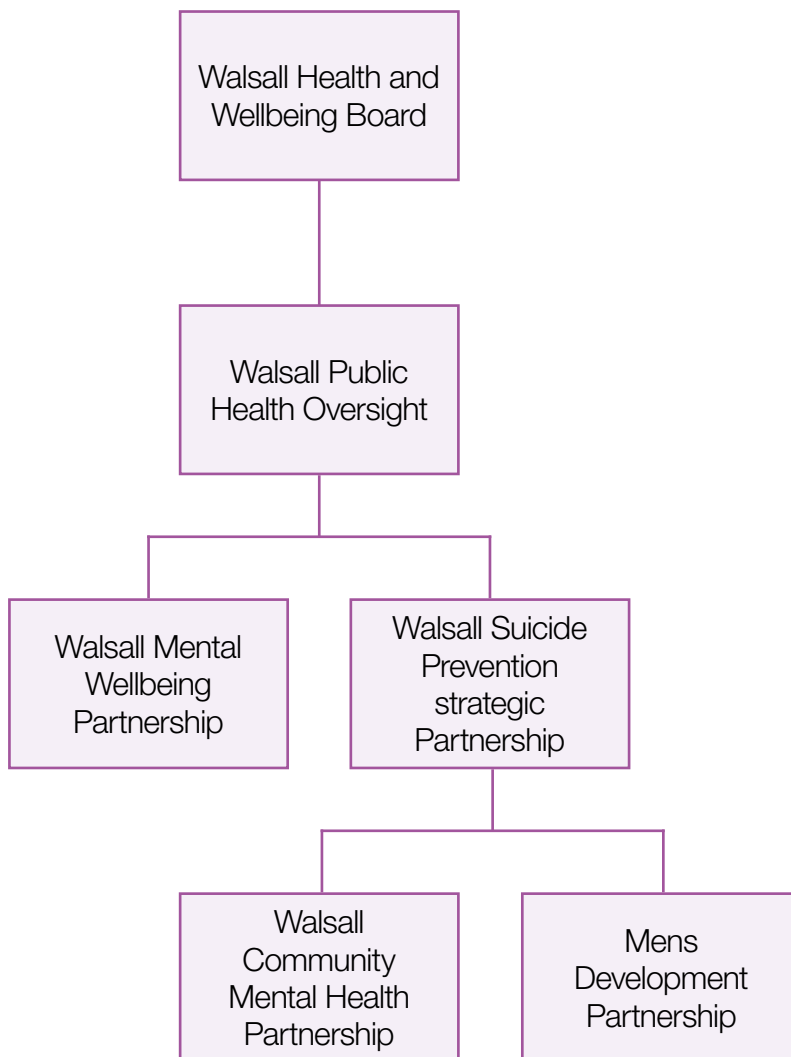 Walsall Health and
Wellbeing Board
Walsall Public
Health Oversight
Walsall Mental
Wellbeing
Partnership
Walsall Suicide
Prevention
strategic
Partnership
Walsall
Community
Mental Health
Partnership
Mens
Development
Partnership